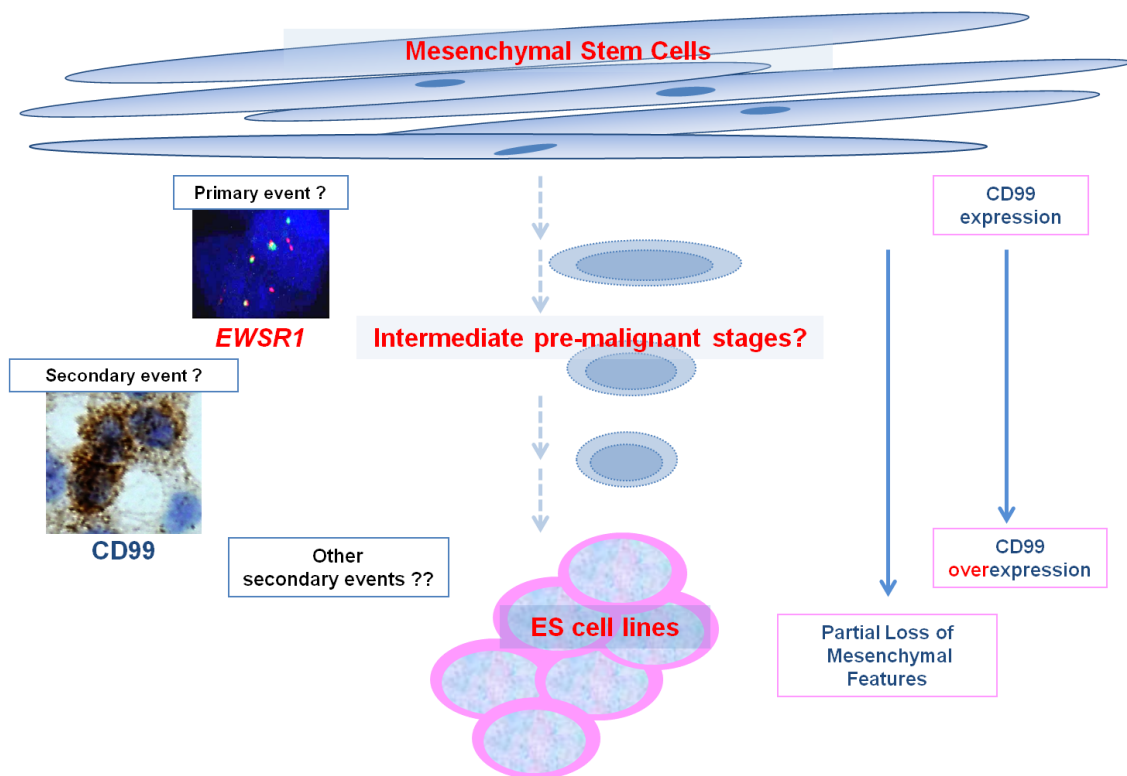 Mesenchymal Stem Cells
Primary event ?
EWSR1
CD99
expression
Intermediate pre-malignant stages?
Secondary event ?
CD99
Other
secondary events ??
ES cell lines
CD99
overexpression
Partial Loss of
Mesenchymal
Features